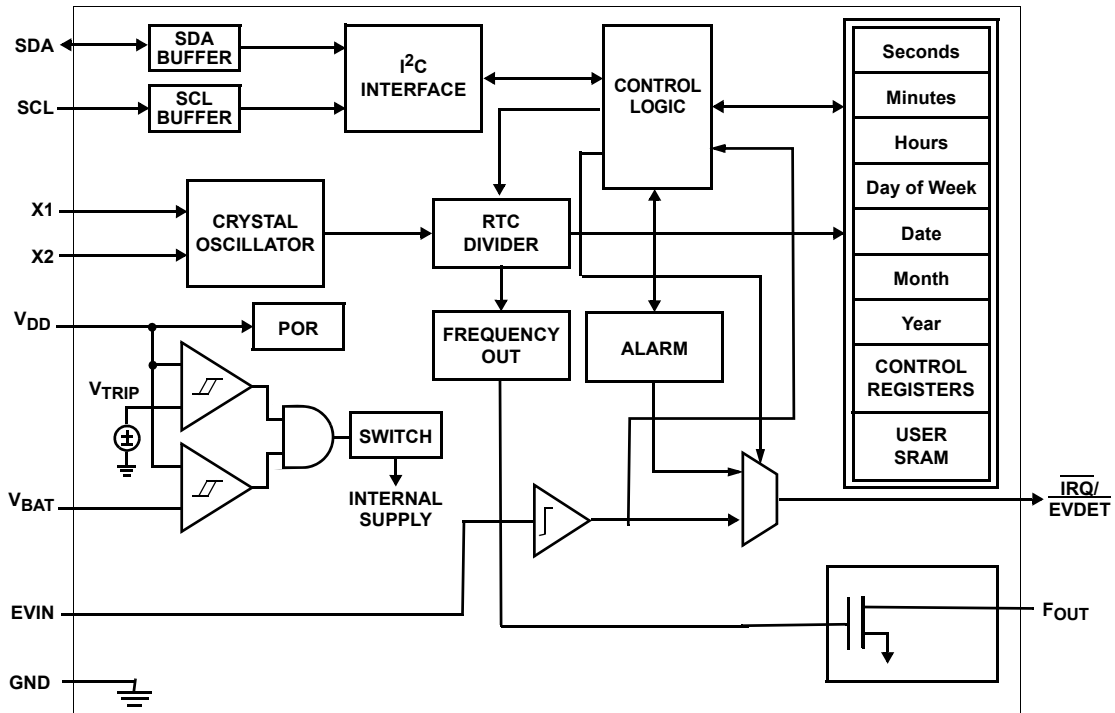 SDA
SDA
BUFFER
SCL
SCL
BUFFER
I²C
INTERFACE
CONTROL
LOGIC
Seconds
Minutes
Hours
Day of Week
Date
Month
Year
CONTROL
REGISTERS
USER
SRAM
X1
X2
CRYSTAL
OSCILLATOR
RTC
DIVIDER
VDD
POR
FREQUENCY
OUT
ALARM
VTRIP
SWITCH
INTERNAL
SUPPLY
VBAT
IRQ/
EVDET
EVIN
FOUT
GND